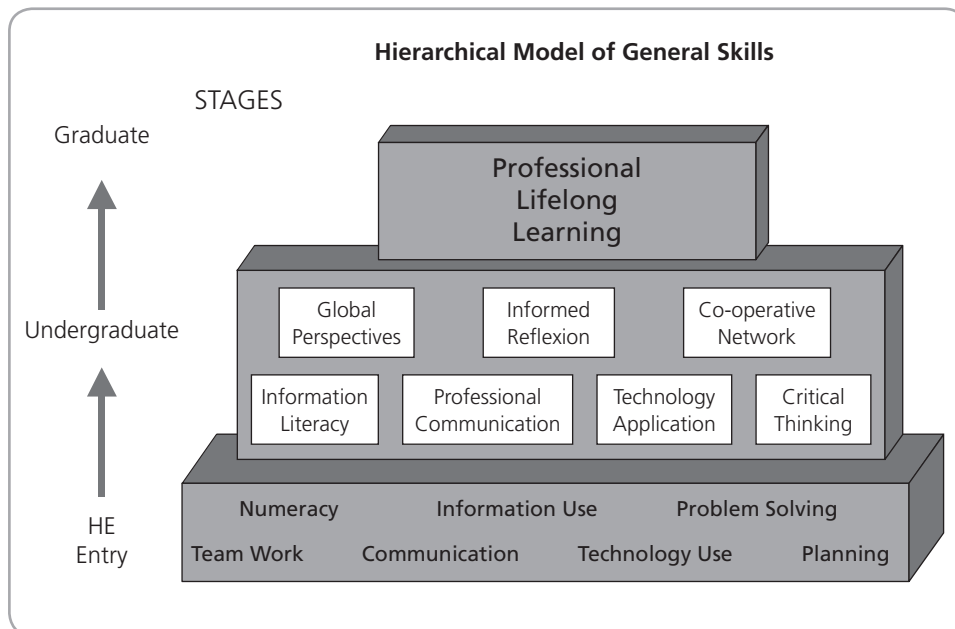 Hierarchical Model of General Skills
STAGES
Graduate
Professional
Lifelong
Learning
Undergraduate
Global
Perspectives
Informed
Reflexion
Co-operative
Network
Information
Literacy
Professional
Communication
Technology
Application
Critical
Thinking
HE
Entry
Numeracy
Information Use
Problem Solving
Team Work
Communication
Technology Use
Planning